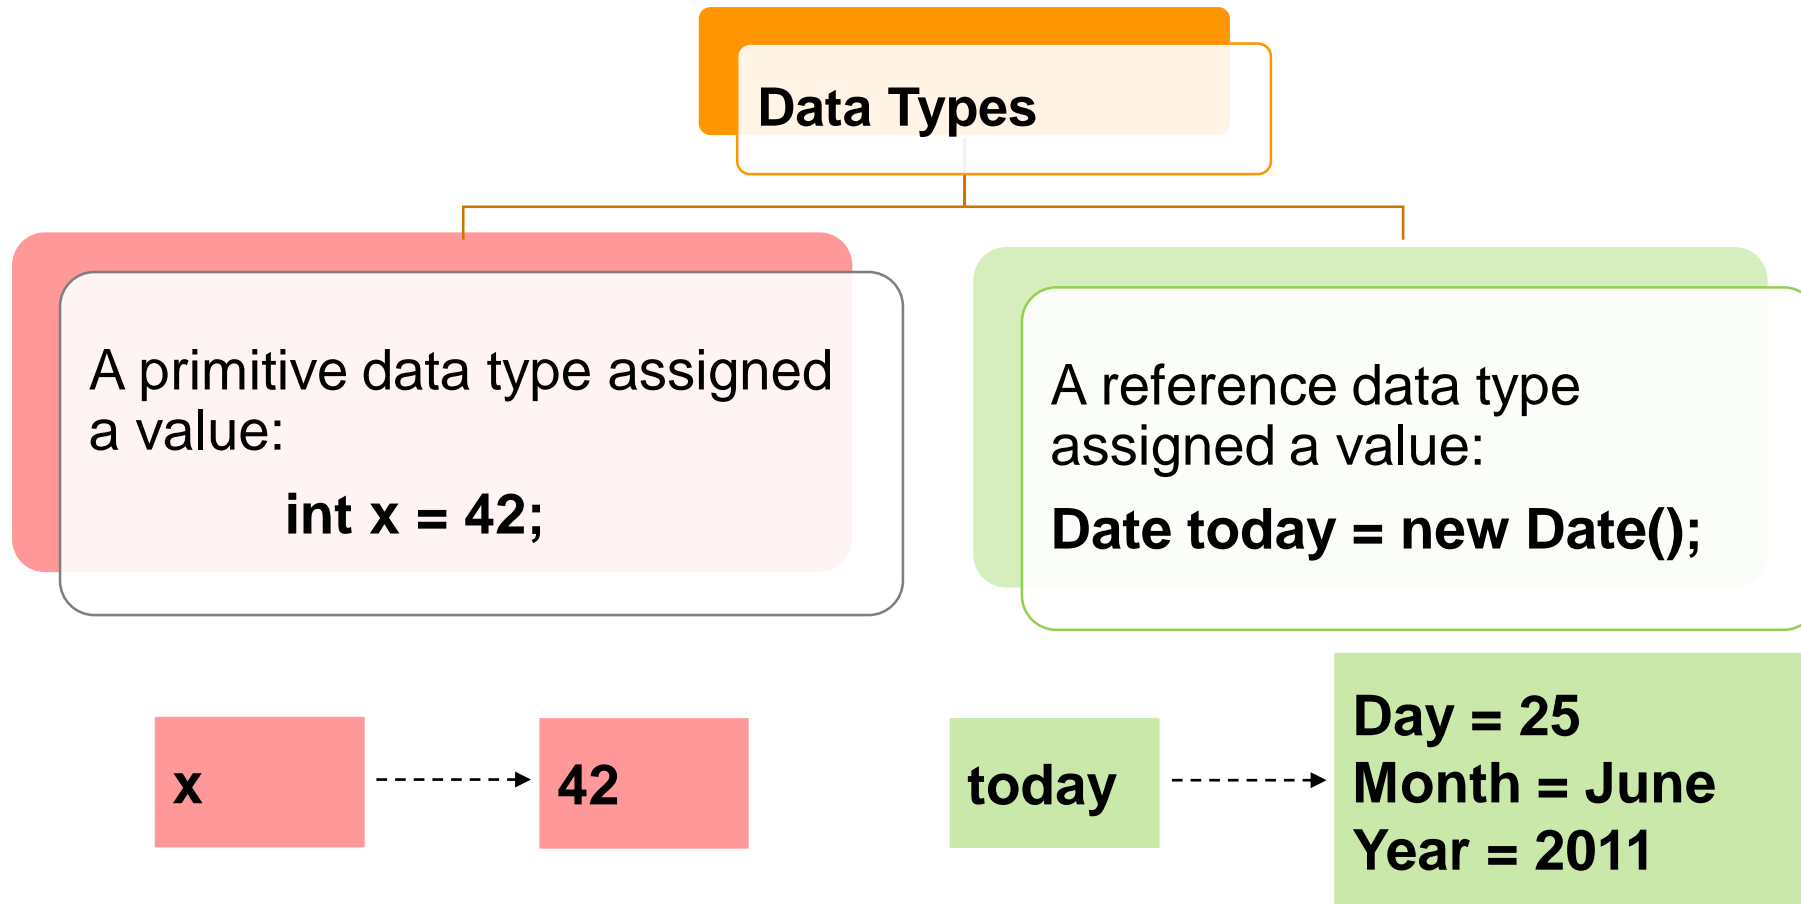 Data Types
A primitive data type assigned
a value:
int x = 42;
A reference data type
assigned a value:
Date today = new Date();
x
42
today
Day = 25
Month = June
Year = 2011